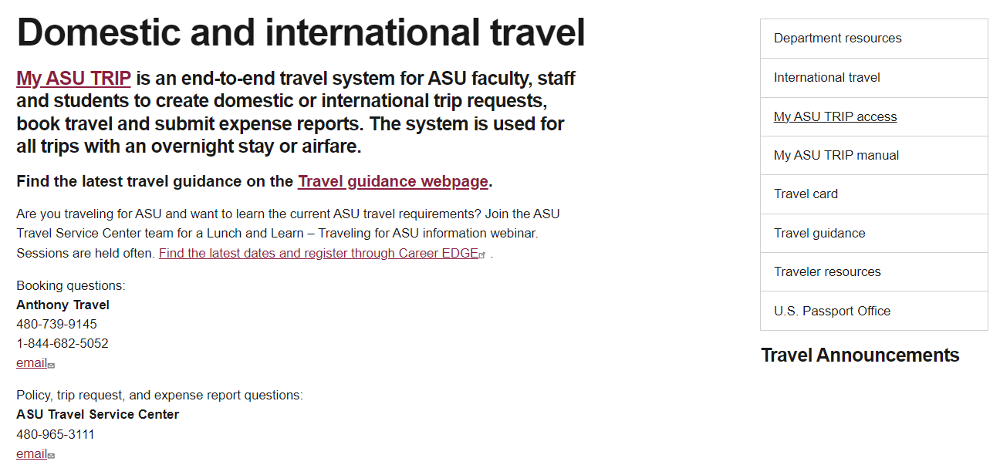 Domestic and international travel
My ASU TRIP is an end-to-end travel system for ASU faculty, staff
and students to create domestic or international trip requests,
book travel and submit expense reports. The system is used for
all trips with an overnight stay or airfare.
Find the latest travel guidance on the Travel guidance webpage.
Are you traveling for ASU and want to learn the current ASU travel requirements? Join the ASU
Travel Service Center team for a Lunch and Learn – Traveling for ASU information webinar.
Sessions are held often. Find the latest dates and register through Career EDGE .
Booking questions:
Anthony Travel
480-739-9145
1-844-682-5052
email
Policy, trip request, and expense report questions:
ASU Travel Service Center
480-965-3111
email
Department resources
International travel
My ASU TRIP access
My ASU TRIP manual
Travel card
Travel guidance
Traveler resources
U.S. Passport Office
Travel Announcements